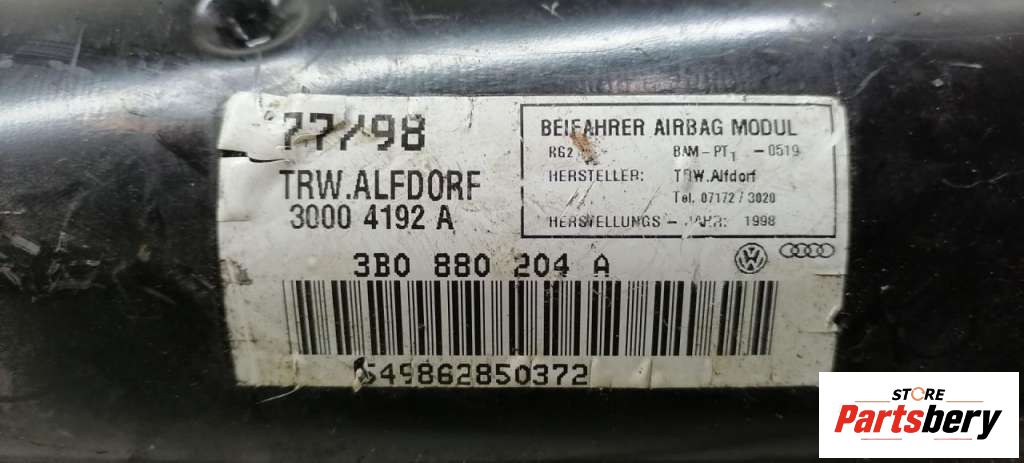 77/98
TRW.ALFDORF
3000 4192 A
BEIFAHRER AIRBAG MODUL
RG2 BAM-PT1 -0519
HERSTELLER: TRW.Alfdorf
Tel. 07172/3020
HERSTELLUNGS - JAHR: 1998
3B0 880 204 A
549862850372
STORE
Partsbery